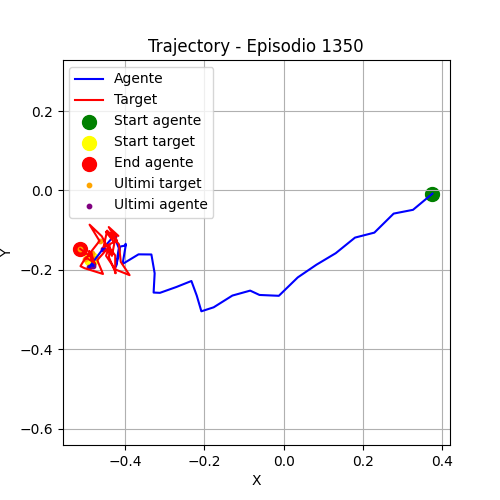 Trajectory - Episodio 1350
Agente
Target
Start agente
Start target
End agente
Ultimi target
Ultimi agente
0.2
0.0
−0.2
−0.4
−0.6
Y
−0.4
−0.2
0.0
0.2
0.4
X